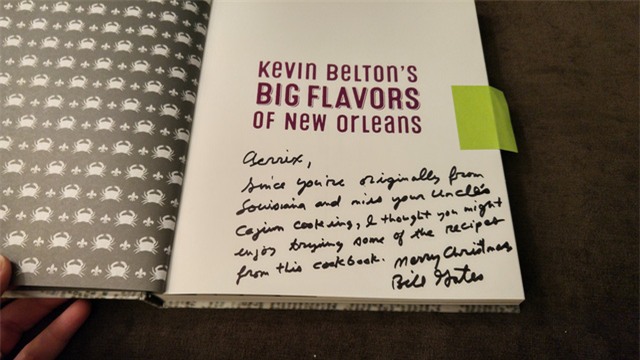 Kevin Belton's
BIG FLAVORS
OF New Orleans
Aerrix,
Since you're originally from
Louisiana and miss your Uncle's
Cajun cooking, I thought you might
enjoy trying some of the recipes
from this cookbook. Merry Christmas
Bill Gates